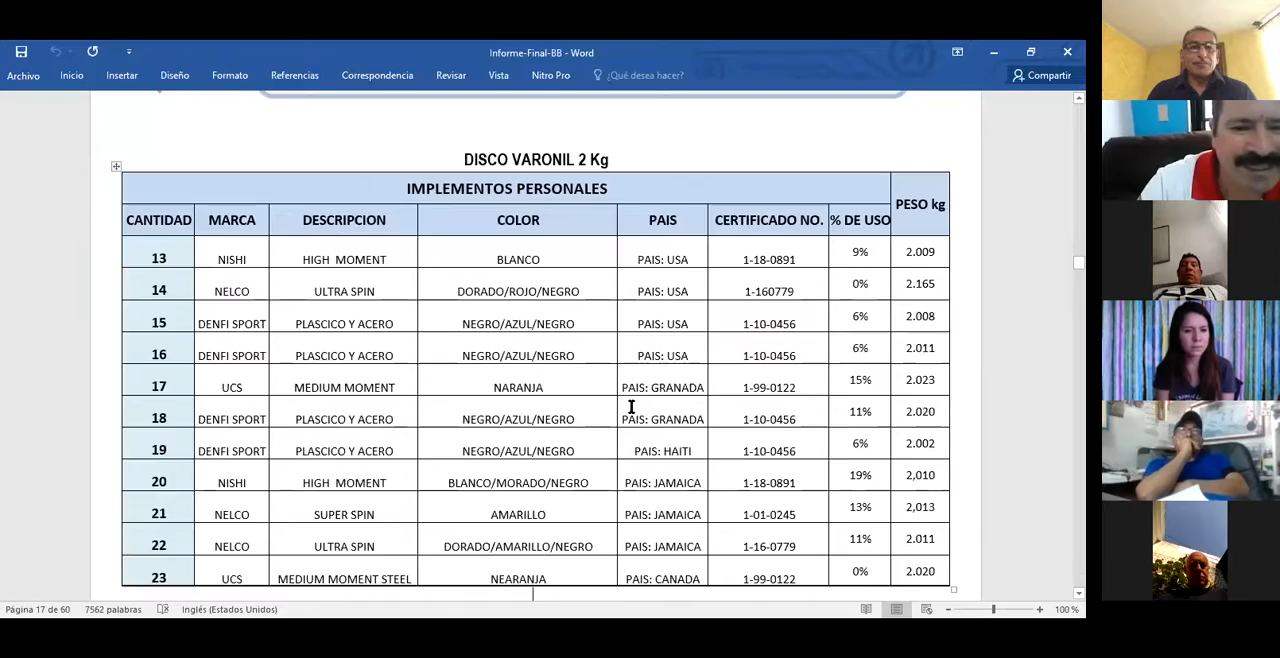 Informe-Final-BB - Word
Archivo Inicio Insertar Diseño Formato Referencias Correspondencia Revisar Vista Nitro Pro ¿Qué desea hacer? Compartir
DISCO VARONIL 2 Kg
IMPLEMENTOS PERSONALES PESO kg
CANTIDAD MARCA DESCRIPCION COLOR PAIS CERTIFICADO NO. % DE USO
13 NISHI HIGH MOMENT BLANCO PAIS: USA 1-18-0891 9% 2.009
14 NELCO ULTRA SPIN DORADO/ROJO/NEGRO PAIS: USA 1-160779 0% 2.165
15 DENFI SPORT PLASCICO Y ACERO NEGRO/AZUL/NEGRO PAIS: USA 1-10-0456 6% 2.008
16 DENFI SPORT PLASCICO Y ACERO NEGRO/AZUL/NEGRO PAIS: USA 1-10-0456 6% 2.011
17 UCS MEDIUM MOMENT NARANJA PAIS: GRANADA 1-99-0122 15% 2.023
18 DENFI SPORT PLASCICO Y ACERO NEGRO/AZUL/NEGRO PAIS: GRANADA 1-10-0456 11% 2.020
19 DENFI SPORT PLASCICO Y ACERO NEGRO/AZUL/NEGRO PAIS: HAITI 1-10-0456 6% 2.002
20 NISHI HIGH MOMENT BLANCO/MORADO/NEGRO PAIS: JAMAICA 1-18-0891 19% 2,010
21 NELCO SUPER SPIN AMARILLO PAIS: JAMAICA 1-01-0245 13% 2,013
22 NELCO ULTRA SPIN DORADO/AMARILLO/NEGRO PAIS: JAMAICA 1-16-0779 11% 2.011
23 UCS MEDIUM MOMENT STEEL NEARANJA PAIS: CANADA 1-99-0122 0% 2.020
Página 17 de 60 7562 palabras Inglés (Estados Unidos) 100 %